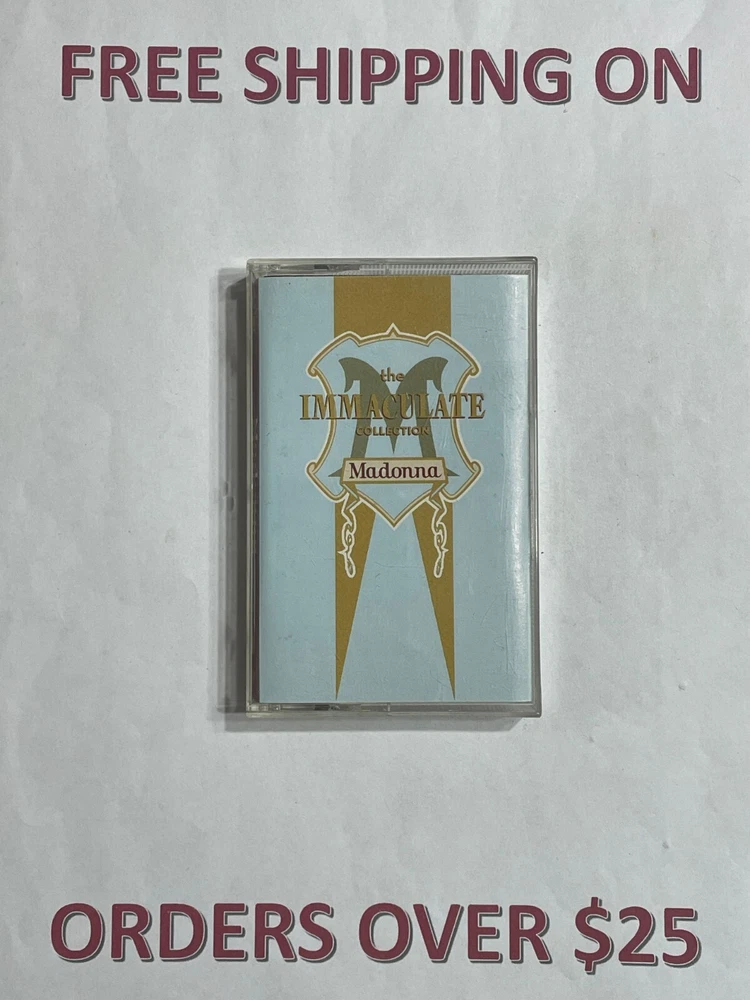 FREE SHIPPING ON
the
IMMACULATE
COLLECTION
Madonna
ORDERS OVER $25